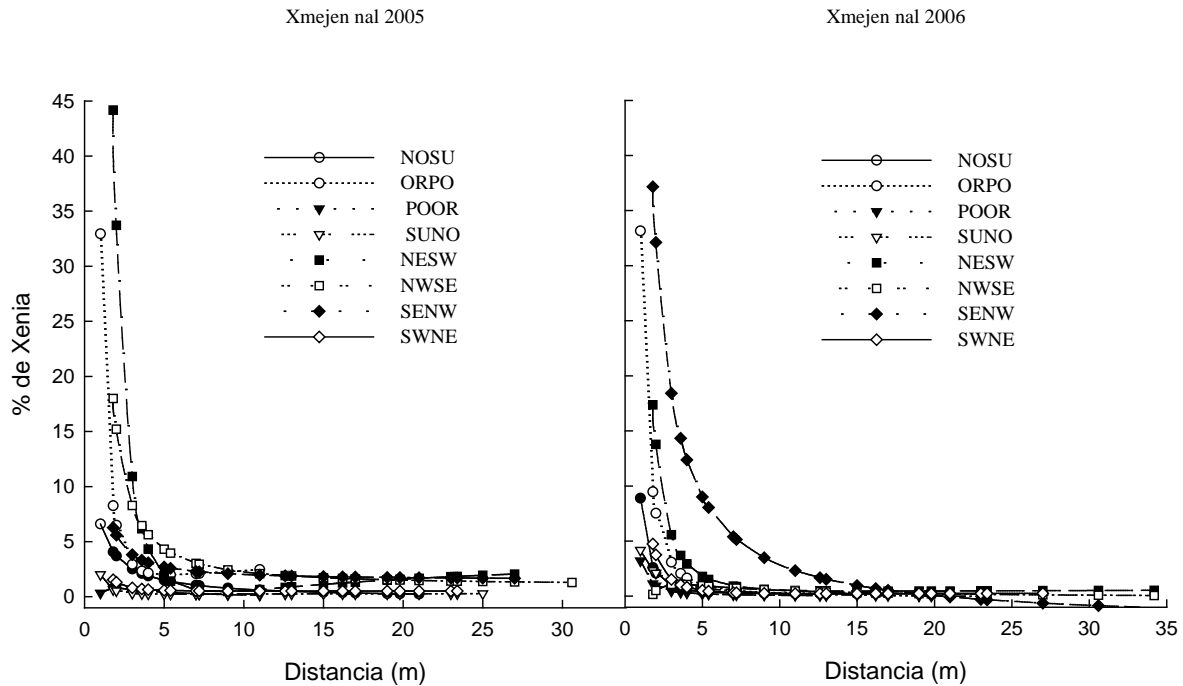 Xmejen nal 2005
Xmejen nal 2006
% de Xenia
45
40
35
30
25
20
15
10
5
0
NOSU
ORPO
POOR
SUNO
NESW
NWSE
SENW
SWNE
0 5 10 15 20 25 30
Distancia (m)
NOSU
ORPO
POOR
SUNO
NESW
NWSE
SENW
SWNE
0 5 10 15 20 25 30 35
Distancia (m)